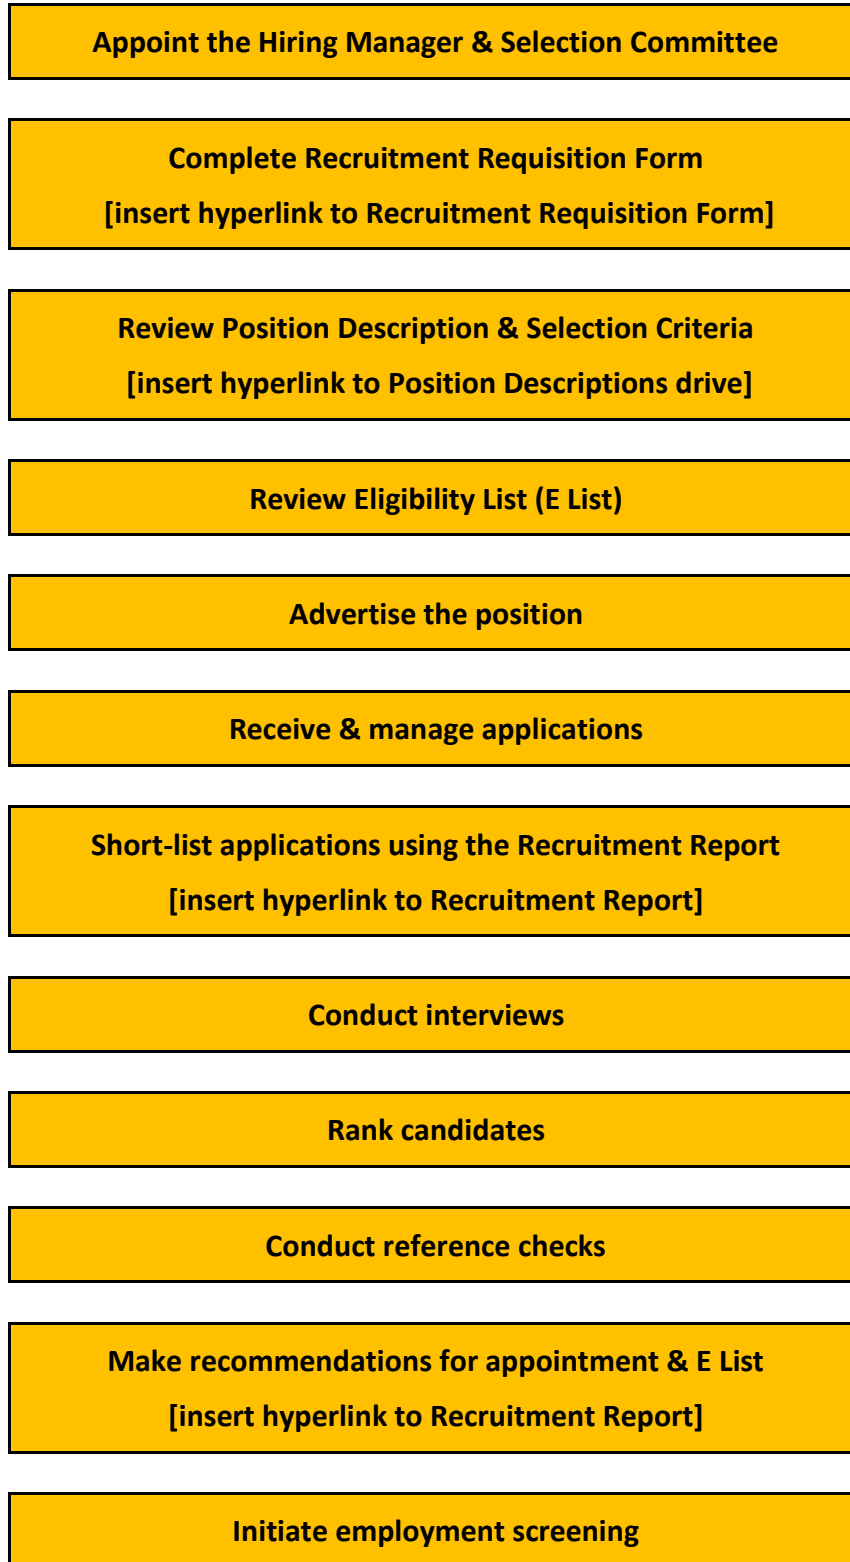 Appoint the Hiring Manager & Selection Committee
Complete Recruitment Requisition Form
[insert hyperlink to Recruitment Requisition Form]
Review Position Description & Selection Criteria
[insert hyperlink to Position Descriptions drive]
Review Eligibility List (E List)
Advertise the position
Receive & manage applications
Short-list applications using the Recruitment Report
[insert hyperlink to Recruitment Report]
Conduct interviews
Rank candidates
Conduct reference checks
Make recommendations for appointment & E List
[insert hyperlink to Recruitment Report]
Initiate employment screening